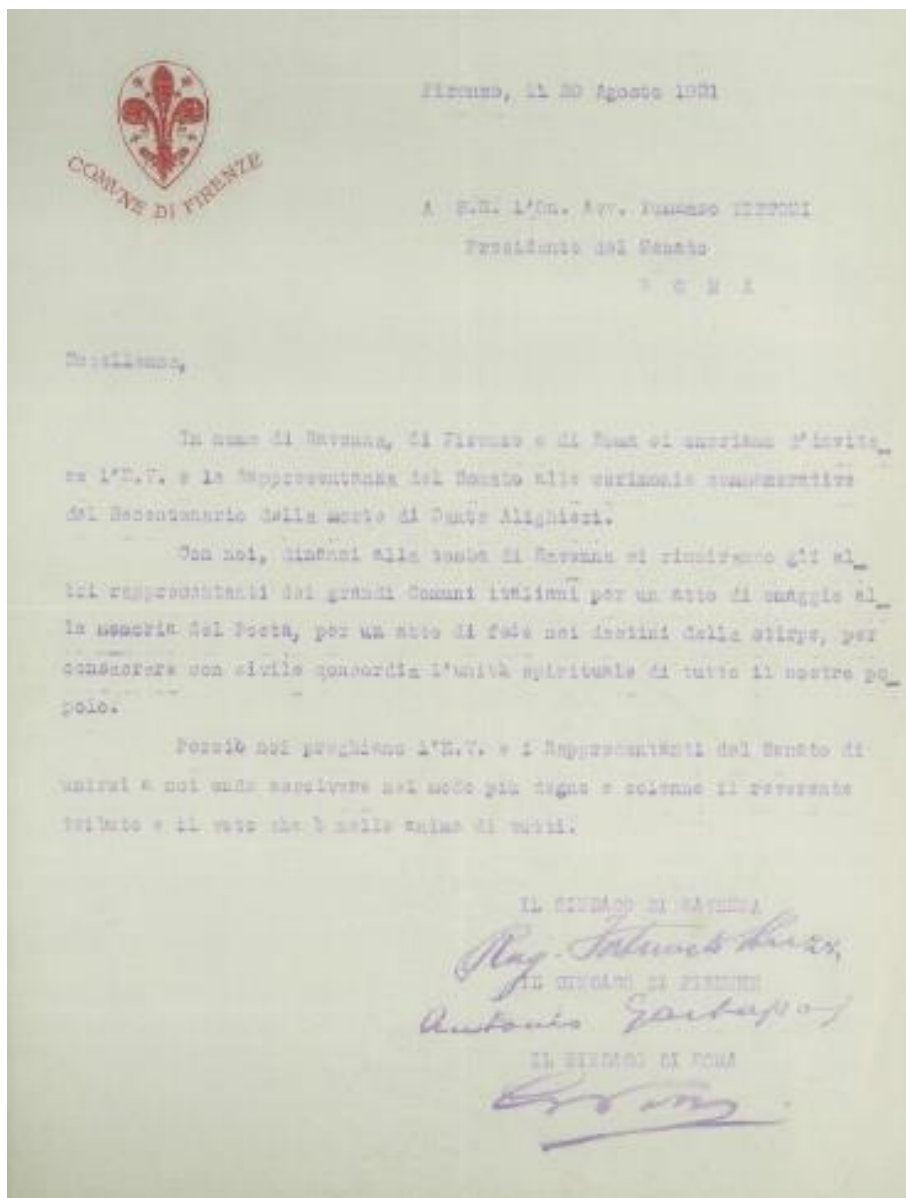 COMUNE DI FIRENZE
Firenze, li 20 Agosto 1921
A S.E. l'On. Avv. Tommaso TITTONI
Presidente del Senato
R O M A
Eccellenza,
In nome di Ravenna, di Firenze e di Roma ci onoriamo d'invita_
re l'E.V. e la Rappresentanza del Senato alle cerimonie commemorative
del Secentenario della morte di Dante Alighieri.
Con noi, dinanzi alla tomba di Ravenna si riuniranno gli al_
tri rappresentanti dei grandi Comuni italiani per un atto di omaggio al_
la memoria del Poeta, per un atto di fede nei destini della stirpe, per
consacrare con civile concordia l'unità spirituale di tutto il nostro po_
polo.
Perciò noi preghiamo l'E.V. e i Rappresentanti del Senato di
unirsi a noi onde assolvere nel modo più degno e solenne il reverente
tributo e il voto che è nelle anime di tutti.
IL SINDACO DI RAVENNA
Rag. Fortunato Buzzi
IL SINDACO DI FIRENZE
Antonio Garbasso
IL SINDACO DI ROMA